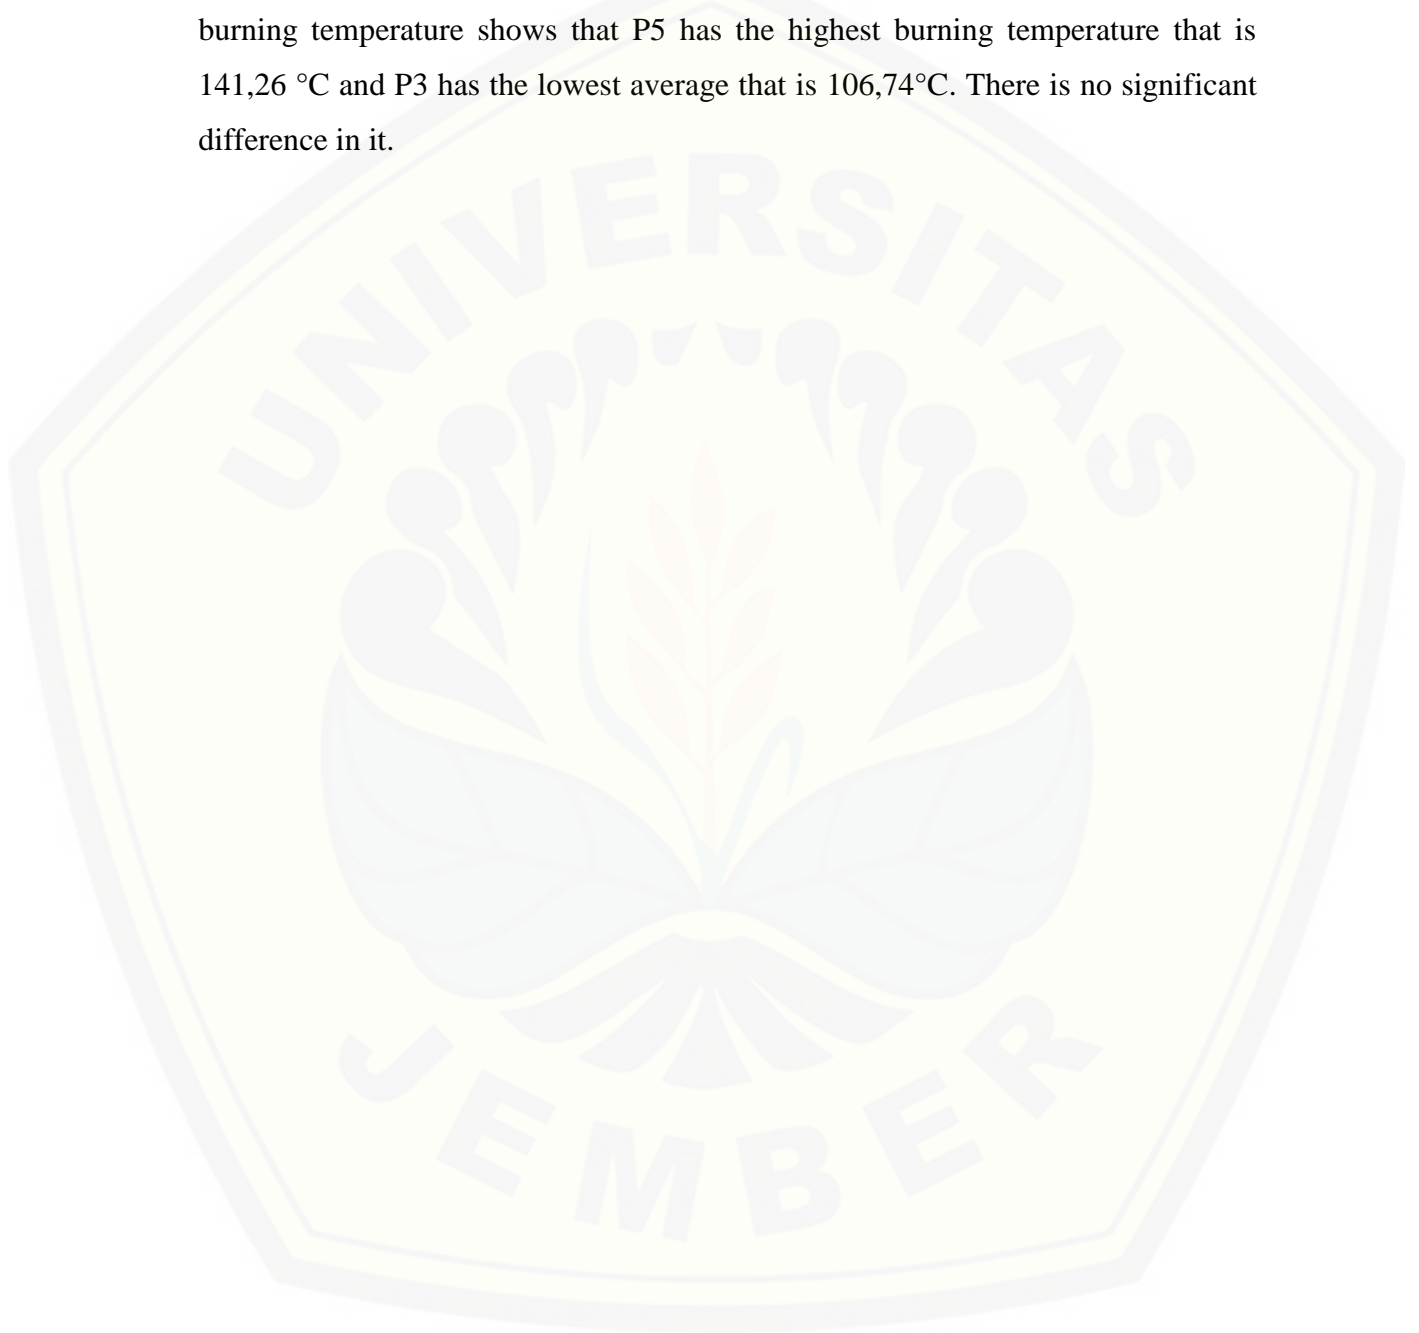 burning temperature shows that P5 has the highest burning temperature that is
141,26 °C and P3 has the lowest average that is 106,74°C. There is no significant
difference in it.
UNIVERSITAS
JEMBER